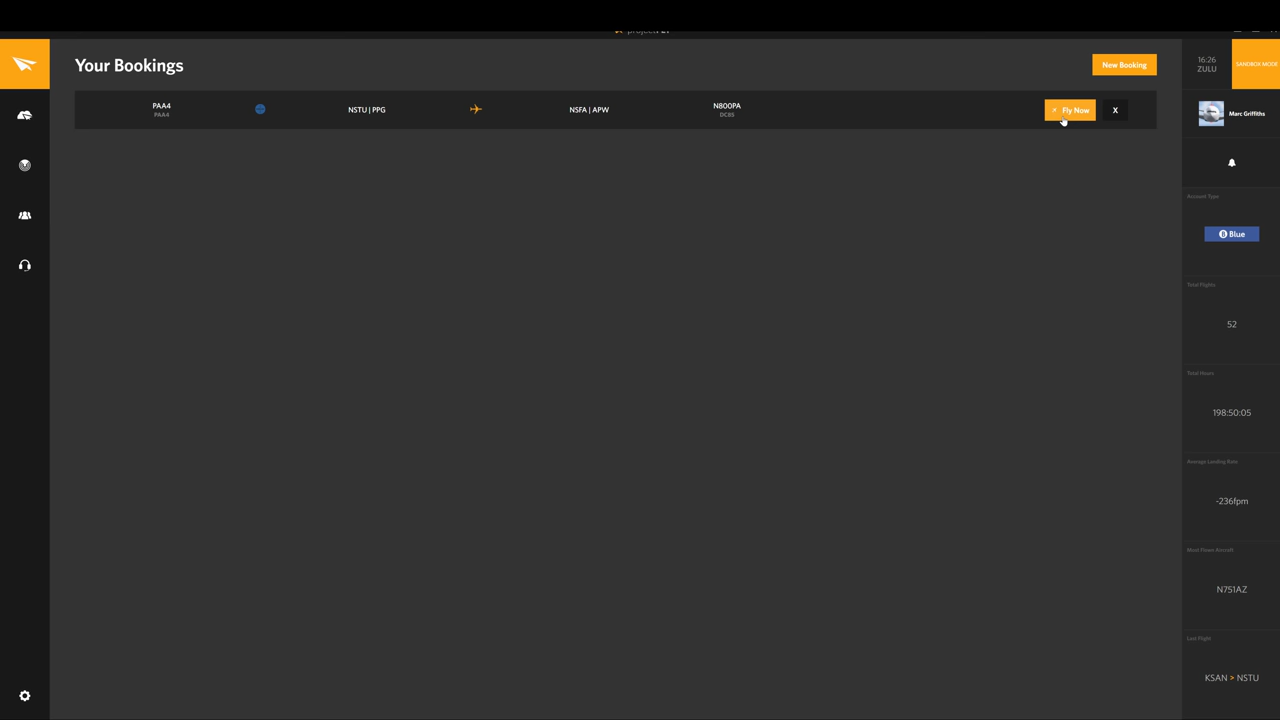 Your Bookings
New Booking
PAA4
PAA4
NSTU | PPG
NSFA | APW
N800PA
DC85
Fly Now
X
16:26
ZULU
SANDBOX MODE
Marc Griffiths
Account Type
B Blue
Total Flights
52
Total Hours
198:50:05
Average Landing Rate
-236fpm
Most Flown Aircraft
N751AZ
Last Flight
KSAN > NSTU